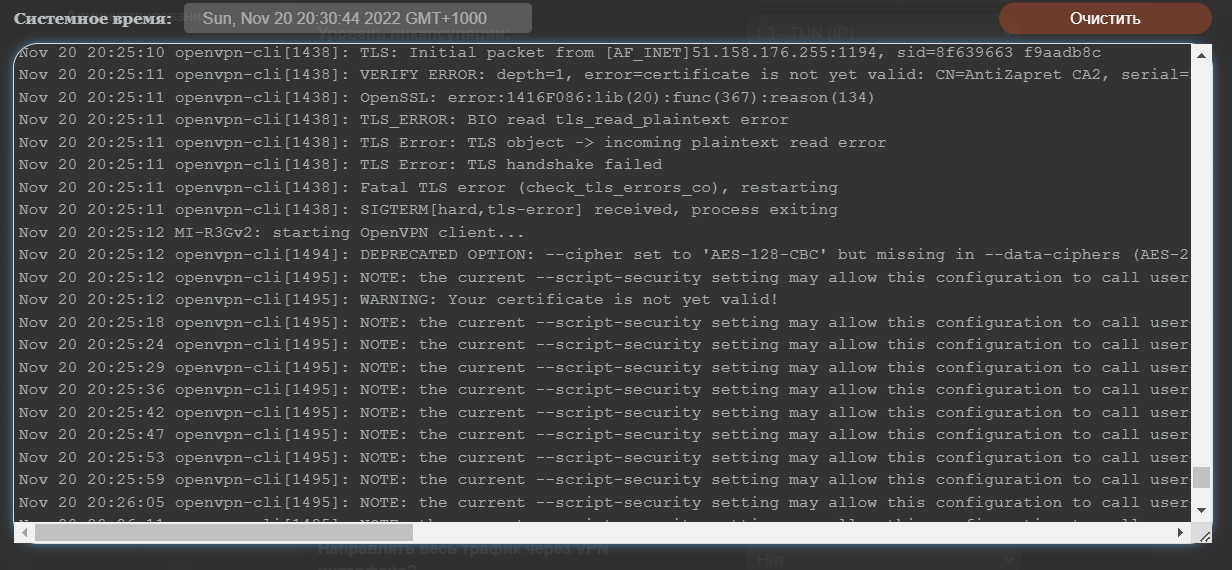 Системное время: Sun, Nov 20 20:30:44 2022 GMT+1000 Очистить
Уровень инкапсуляции: L3 - TUN (IP)
Nov 20 20:25:10 openvpn-cli[1438]: TLS: Initial packet from [AF_INET]51.158.176.255:1194, sid=8f639663 f9aadb8c
Nov 20 20:25:11 openvpn-cli[1438]: VERIFY ERROR: depth=1, error=certificate is not yet valid: CN=AntiZapret CA2, serial=
Nov 20 20:25:11 openvpn-cli[1438]: OpenSSL: error:1416F086:lib(20):func(367):reason(134)
Nov 20 20:25:11 openvpn-cli[1438]: TLS_ERROR: BIO read tls_read_plaintext error
Nov 20 20:25:11 openvpn-cli[1438]: TLS Error: TLS object -> incoming plaintext read error
Nov 20 20:25:11 openvpn-cli[1438]: TLS Error: TLS handshake failed
Nov 20 20:25:11 openvpn-cli[1438]: Fatal TLS error (check_tls_errors_co), restarting
Nov 20 20:25:11 openvpn-cli[1438]: SIGTERM[hard,tls-error] received, process exiting
Nov 20 20:25:12 MI-R3Gv2: starting OpenVPN client...
Nov 20 20:25:12 openvpn-cli[1494]: DEPRECATED OPTION: --cipher set to 'AES-128-CBC' but missing in --data-ciphers (AES-2
Nov 20 20:25:12 openvpn-cli[1495]: NOTE: the current --script-security setting may allow this configuration to call user-
Nov 20 20:25:12 openvpn-cli[1495]: WARNING: Your certificate is not yet valid!
Nov 20 20:25:18 openvpn-cli[1495]: NOTE: the current --script-security setting may allow this configuration to call user-
Nov 20 20:25:24 openvpn-cli[1495]: NOTE: the current --script-security setting may allow this configuration to call user-
Nov 20 20:25:29 openvpn-cli[1495]: NOTE: the current --script-security setting may allow this configuration to call user-
Nov 20 20:25:36 openvpn-cli[1495]: NOTE: the current --script-security setting may allow this configuration to call user-
Nov 20 20:25:42 openvpn-cli[1495]: NOTE: the current --script-security setting may allow this configuration to call user-
Nov 20 20:25:47 openvpn-cli[1495]: NOTE: the current --script-security setting may allow this configuration to call user-
Nov 20 20:25:53 openvpn-cli[1495]: NOTE: the current --script-security setting may allow this configuration to call user-
Nov 20 20:25:59 openvpn-cli[1495]: NOTE: the current --script-security setting may allow this configuration to call user-
Nov 20 20:26:05 openvpn-cli[1495]: NOTE: the current --script-security setting may allow this configuration to call user-
Направлять весь трафик через VPN Нет